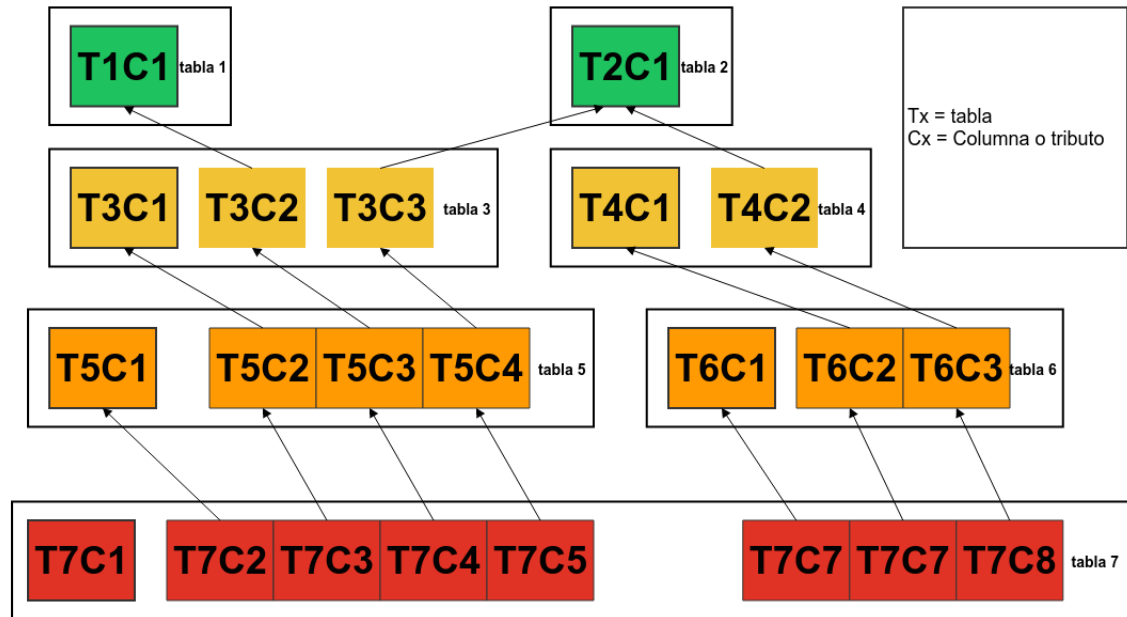 T1C1 tabla 1
T2C1 tabla 2
Tx = tabla
Cx = Columna o tributo
T3C1 T3C2 T3C3 tabla 3
T4C1 T4C2 tabla 4
T5C1 T5C2 T5C3 T5C4 tabla 5
T6C1 T6C2 T6C3 tabla 6
T7C1 T7C2 T7C3 T7C4 T7C5 T7C7 T7C7 T7C8 tabla 7